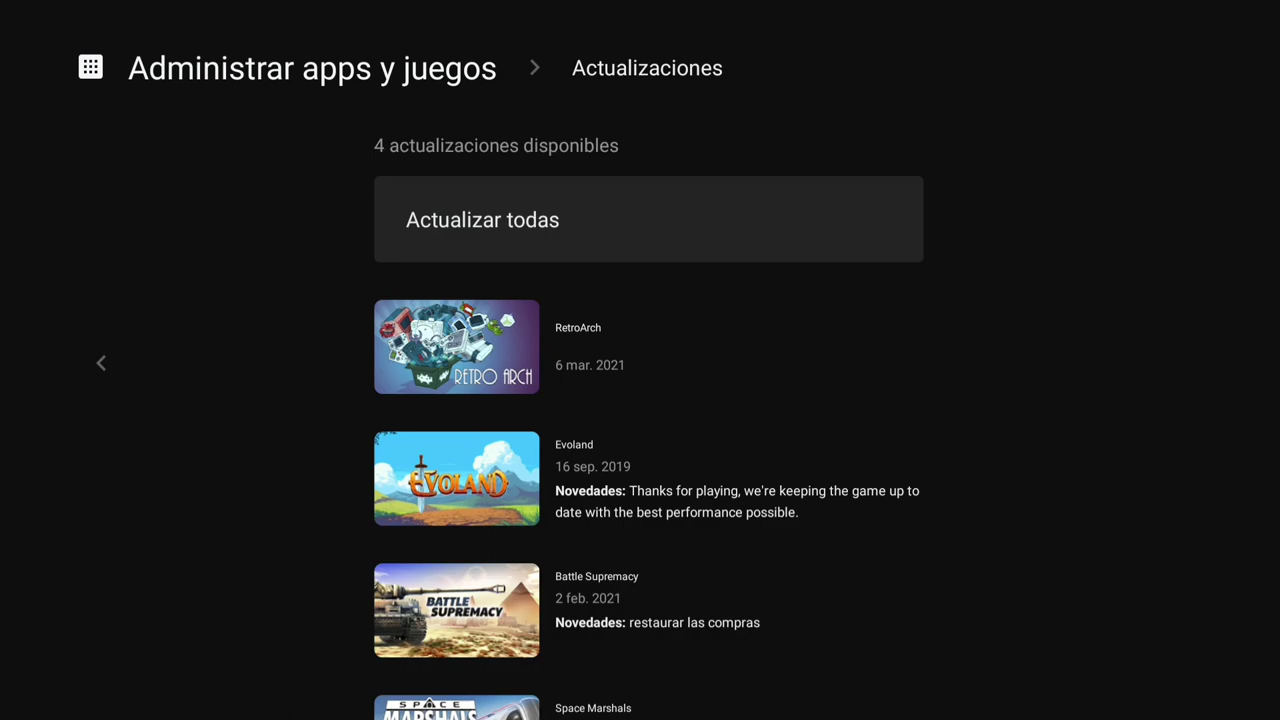 Administrar apps y juegos
Actualizaciones
4 actualizaciones disponibles
Actualizar todas
RETRO ARCH
RetroArch
6 mar. 2021
EVOLAND
Evoland
16 sep. 2019
Novedades: Thanks for playing, we're keeping the game up to
date with the best performance possible.
BATTLE
SUPREMACY
Battle Supremacy
2 feb. 2021
Novedades: restaurar las compras
SPACE
MARSHALS
Space Marshals